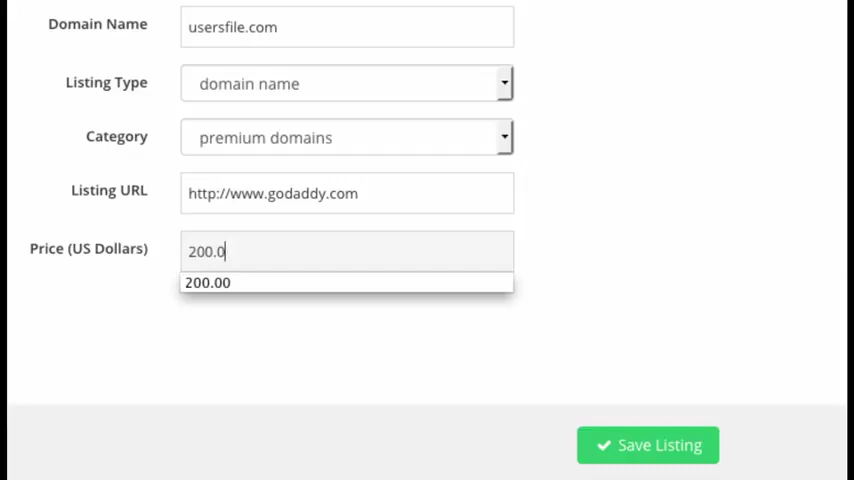 Domain Name usersfile.com
Listing Type domain name
Category premium domains
Listing URL http://www.godaddy.com
Price (US Dollars) 200.0
200.00
Save Listing